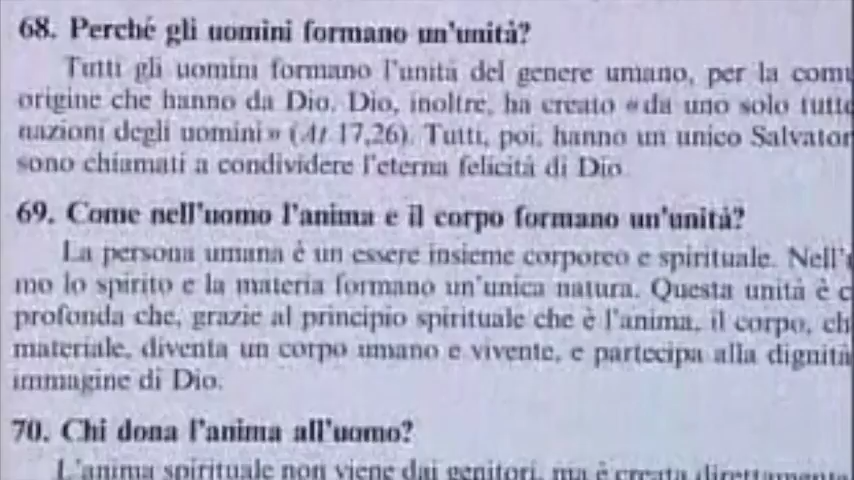 68. Perché gli uomini formano un'unità?
Tutti gli uomini formano l'unità del genere umano, per la com
origine che hanno da Dio. Dio, inoltre, ha creato «da uno solo tutte
nazioni degli uomini» (At 17,26). Tutti, poi, hanno un unico Salvator
sono chiamati a condividere l'eterna felicità di Dio.
69. Come nell'uomo l'anima e il corpo formano un'unità?
La persona umana è un essere insieme corporeo e spirituale. Nell'
mo lo spirito e la materia formano un'unica natura. Questa unità è c
profonda che, grazie al principio spirituale che è l'anima, il corpo, ch
materiale, diventa un corpo umano e vivente, e partecipa alla dignità
immagine di Dio.
70. Chi dona l'anima all'uomo?
L'anima spirituale non viene dai genitori, ma è creata direttamente